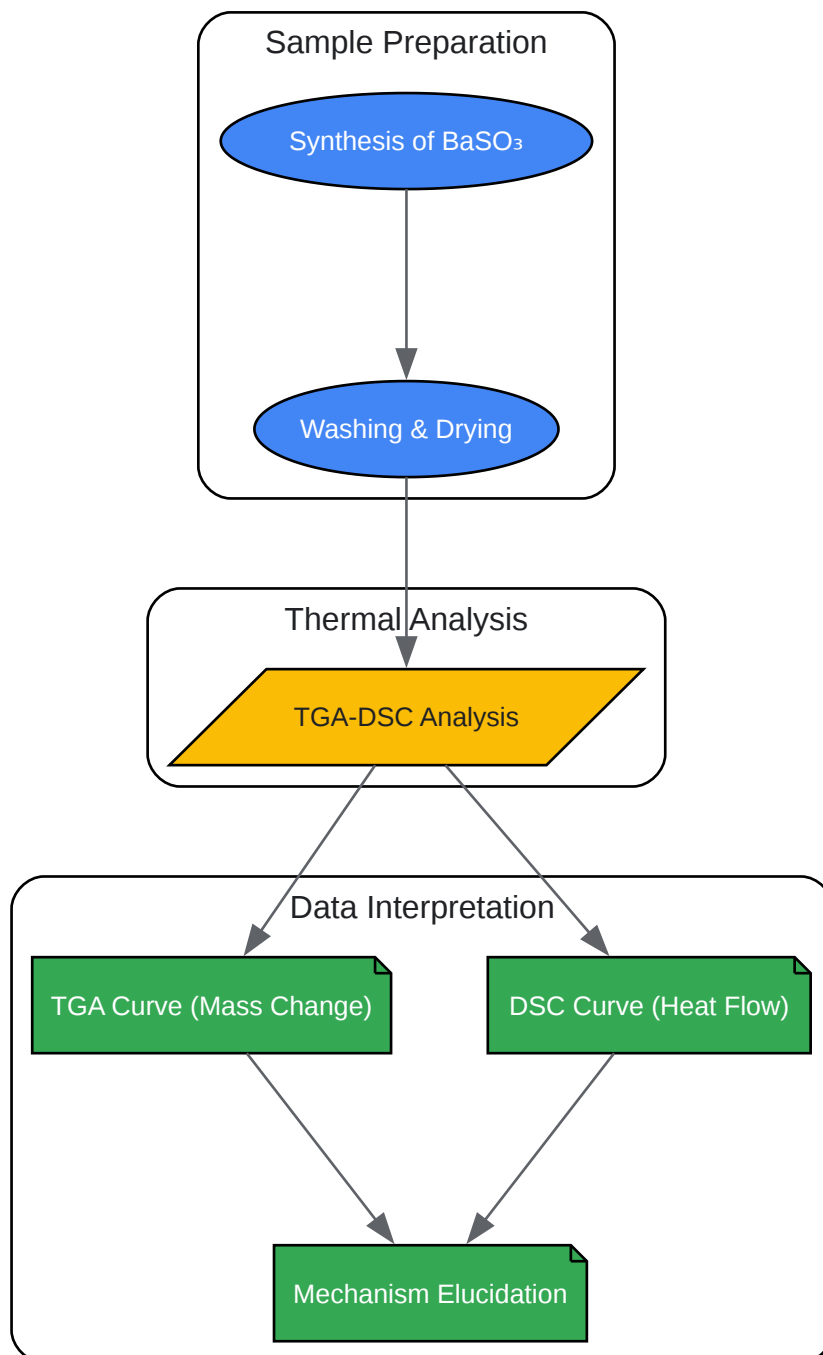 Sample Preparation
Synthesis of BaSO₃
Washing & Drying
Thermal Analysis
TGA-DSC Analysis
Data Interpretation
TGA Curve (Mass Change)
DSC Curve (Heat Flow)
Mechanism Elucidation